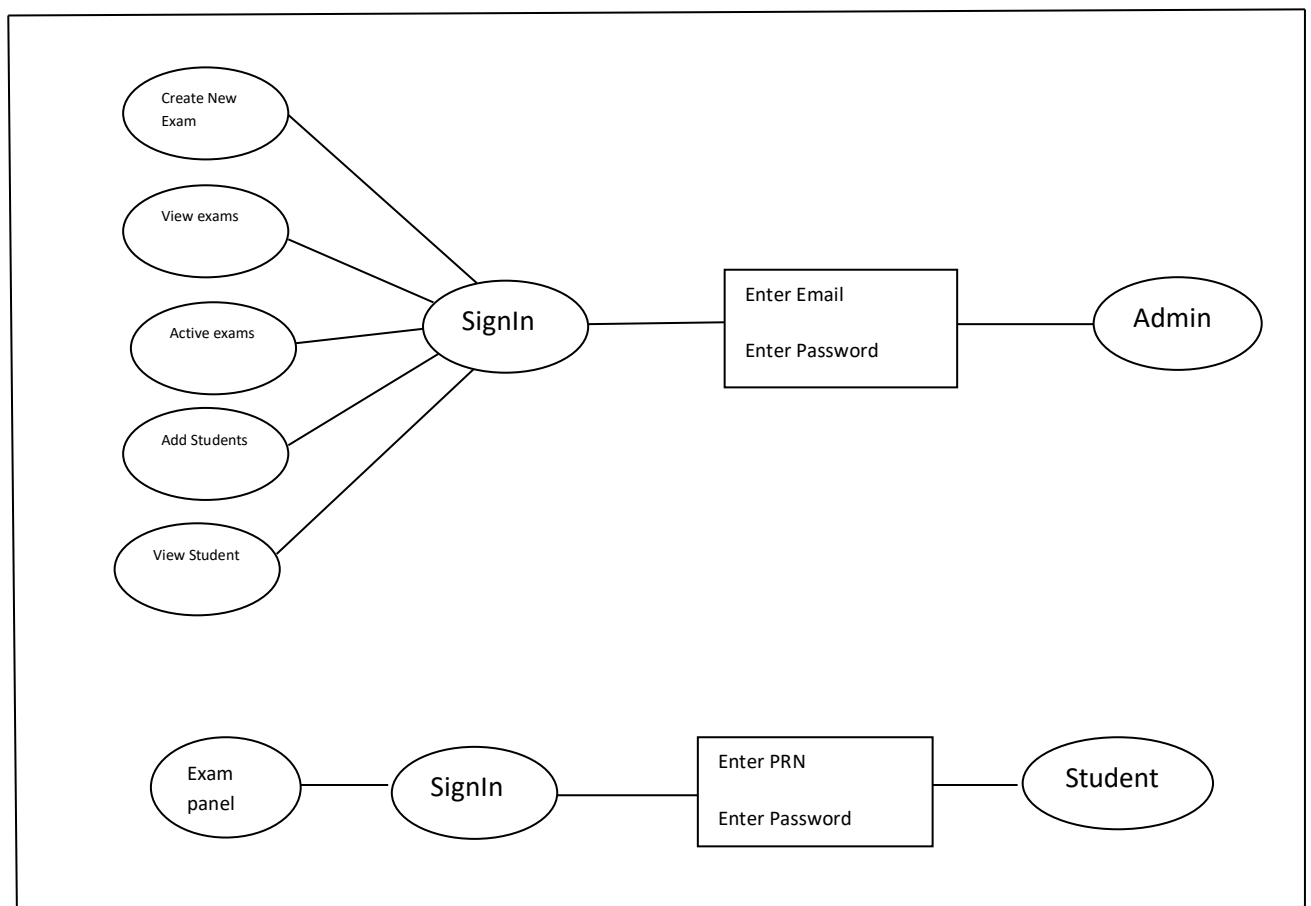 Create New
Exam
View exams
Active exams
Add Students
View Student
SignIn
Enter Email
Enter Password
Admin
Exam
panel
SignIn
Enter PRN
Enter Password
Student